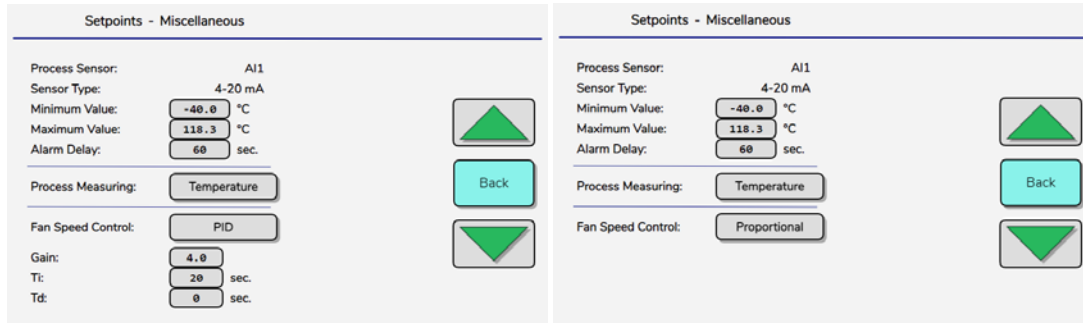 Setpoints - Miscellaneous
Process Sensor: AI1
Sensor Type: 4-20 mA
Minimum Value: -40.0 °C
Maximum Value: 118.3 °C
Alarm Delay: 60 sec.
Process Measuring: Temperature
Fan Speed Control: PID
Gain: 4.0
Ti: 20 sec.
Td: 0 sec.
Back
Setpoints - Miscellaneous
Process Sensor: AI1
Sensor Type: 4-20 mA
Minimum Value: -40.0 °C
Maximum Value: 118.3 °C
Alarm Delay: 60 sec.
Process Measuring: Temperature
Fan Speed Control: Proportional
Back